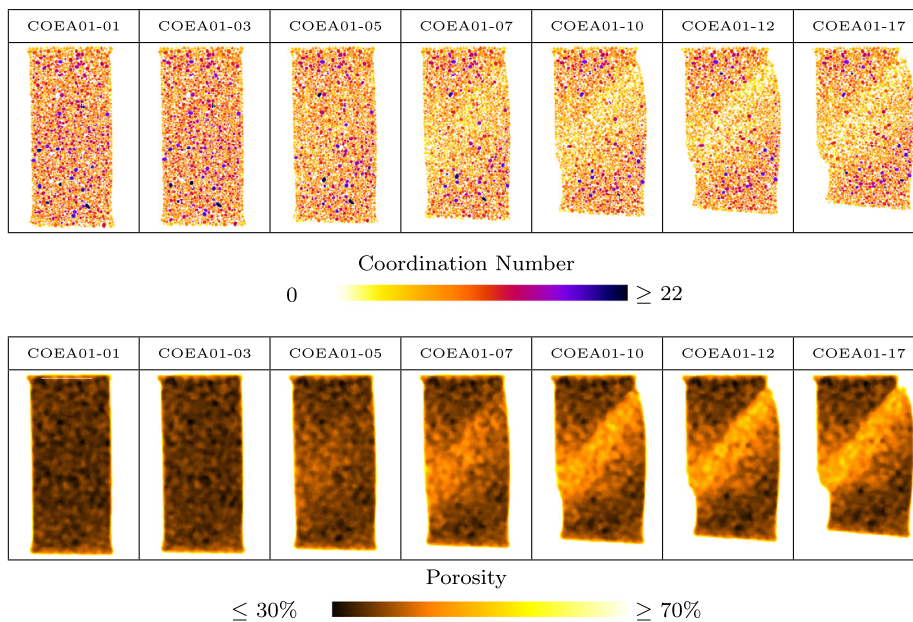 COEA01-01 COEA01-03 COEA01-05 COEA01-07 COEA01-10 COEA01-12 COEA01-17
Coordination Number
0 ≥ 22
COEA01-01 COEA01-03 COEA01-05 COEA01-07 COEA01-10 COEA01-12 COEA01-17
Porosity
≤ 30% ≥ 70%